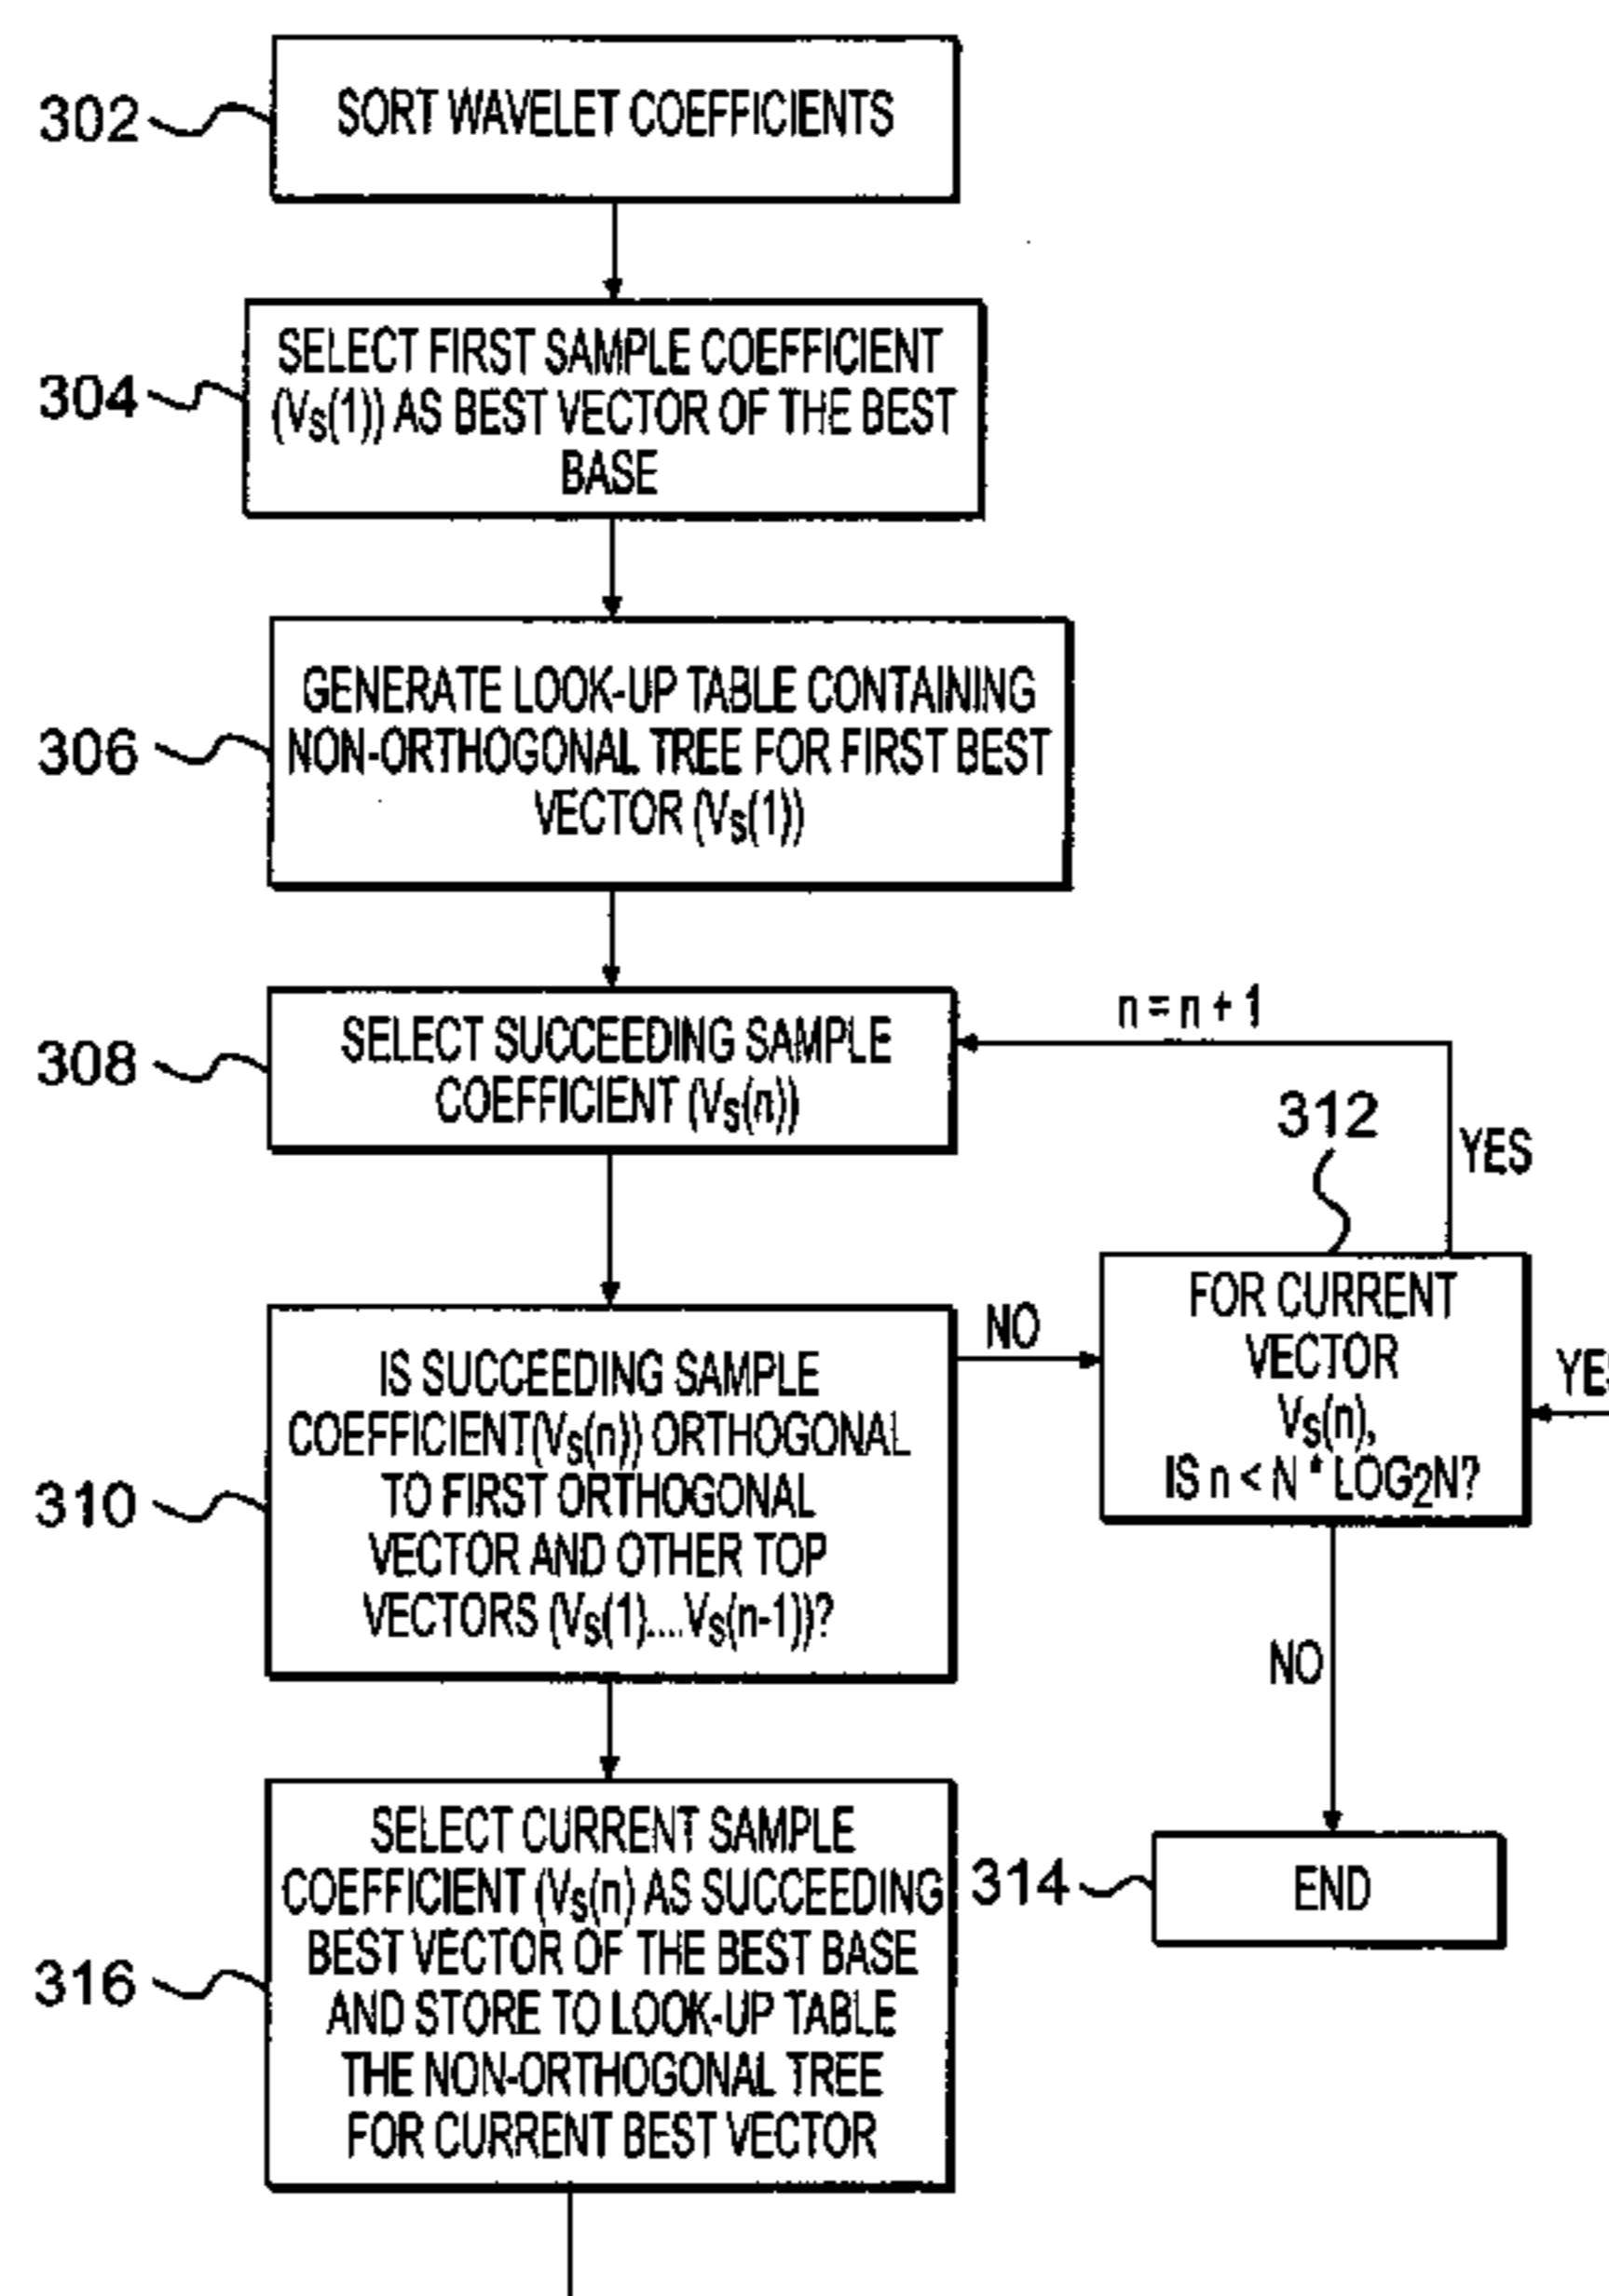 302
SORT WAVELET COEFFICIENTS
304
SELECT FIRST SAMPLE COEFFICIENT
(VS(1)) AS BEST VECTOR OF THE BEST
BASE
306
GENERATE LOOK-UP TABLE CONTAINING
NON-ORTHOGONAL TREE FOR FIRST BEST
VECTOR (VS(1))
308
SELECT SUCCEEDING SAMPLE
COEFFICIENT (VS(n))
n = n + 1
YES
312
FOR CURRENT
VECTOR
VS(n),
IS n < N * LOG2N?
NO
YES
310
IS SUCCEEDING SAMPLE
COEFFICIENT(VS(n)) ORTHOGONAL
TO FIRST ORTHOGONAL
VECTOR AND OTHER TOP
VECTORS (VS(1)....VS(n-1))?
NO
314
END
316
SELECT CURRENT SAMPLE
COEFFICIENT (VS(n) AS SUCCEEDING
BEST VECTOR OF THE BEST BASE
AND STORE TO LOOK-UP TABLE
THE NON-ORTHOGONAL TREE
FOR CURRENT BEST VECTOR